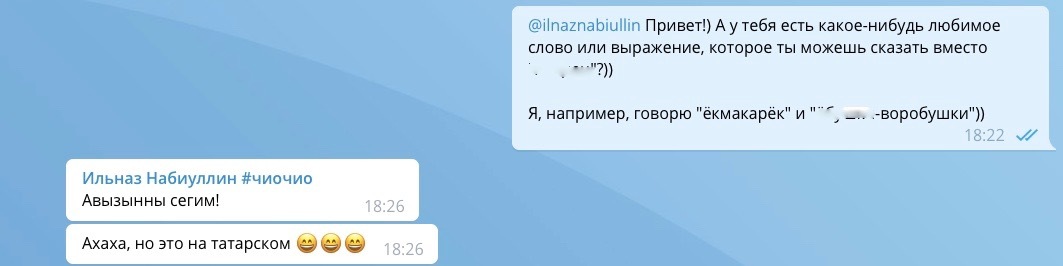 @ilnaznabiullin Привет!) А у тебя есть какое-нибудь любимое
слово или выражение, которое ты можешь сказать вместо
"?))
Я, например, говорю "ёкмакарёк" и "-воробушки"))
18:22
Ильназ Набиуллин #чиочио
Авызынны сегим!
18:26
Ахаха, но это на татарском 😄😄😄
18:26